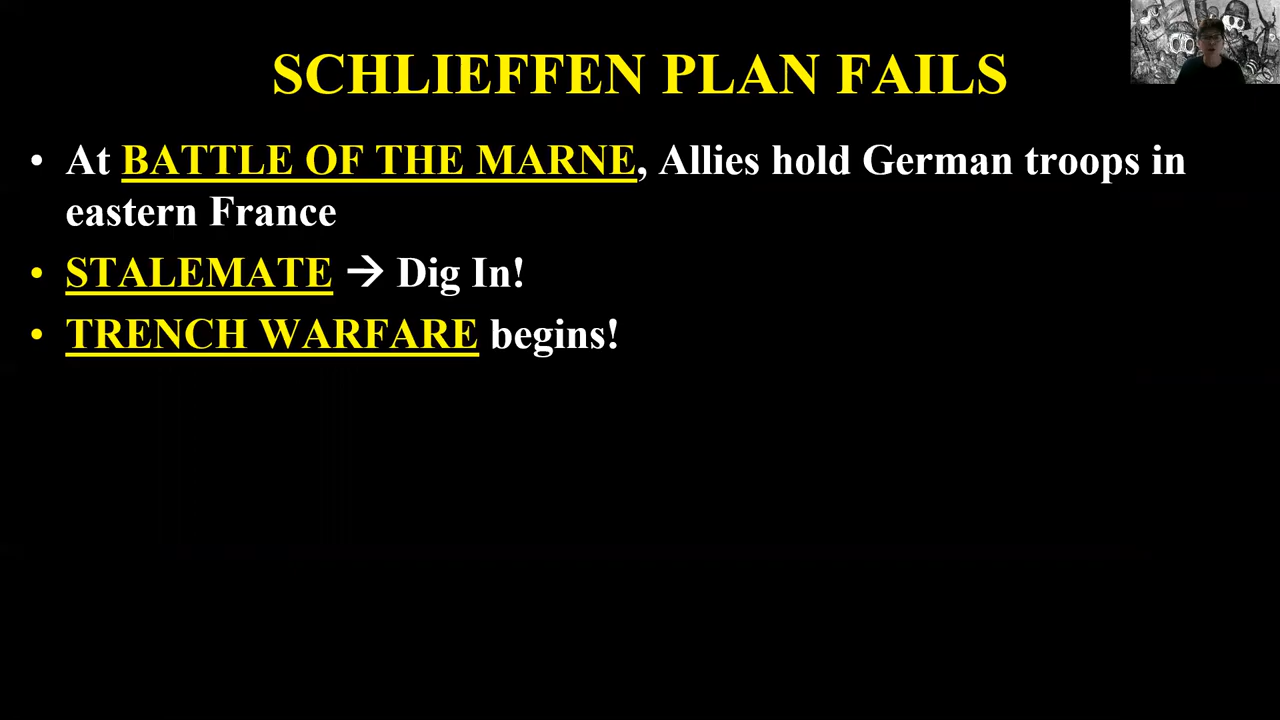 SCHLIEFFEN PLAN FAILS
• At BATTLE OF THE MARNE, Allies hold German troops in
eastern France
• STALEMATE → Dig In!
• TRENCH WARFARE begins!